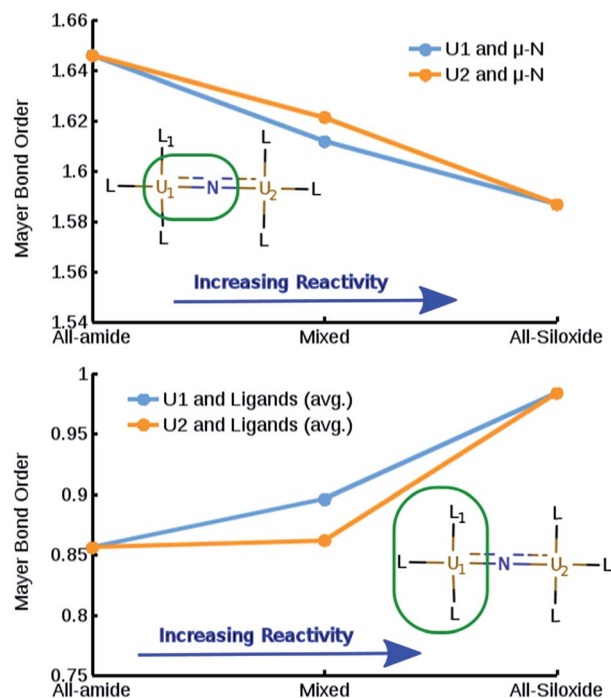 1.66
U1 and μ-N
1.64
U2 and μ-N
1.62
1.6
1.58
1.56
1.54
Mayer Bond Order
L1
L
L
U1
N
U2
L
L
L
Increasing Reactivity
All-amide
Mixed
All-Siloxide
1
U1 and Ligands (avg.)
U2 and Ligands (avg.)
0.95
0.9
0.85
0.8
0.75
Mayer Bond Order
L1
L
L
U1
N
U2
L
L
L
Increasing Reactivity
All-amide
Mixed
All-Siloxide